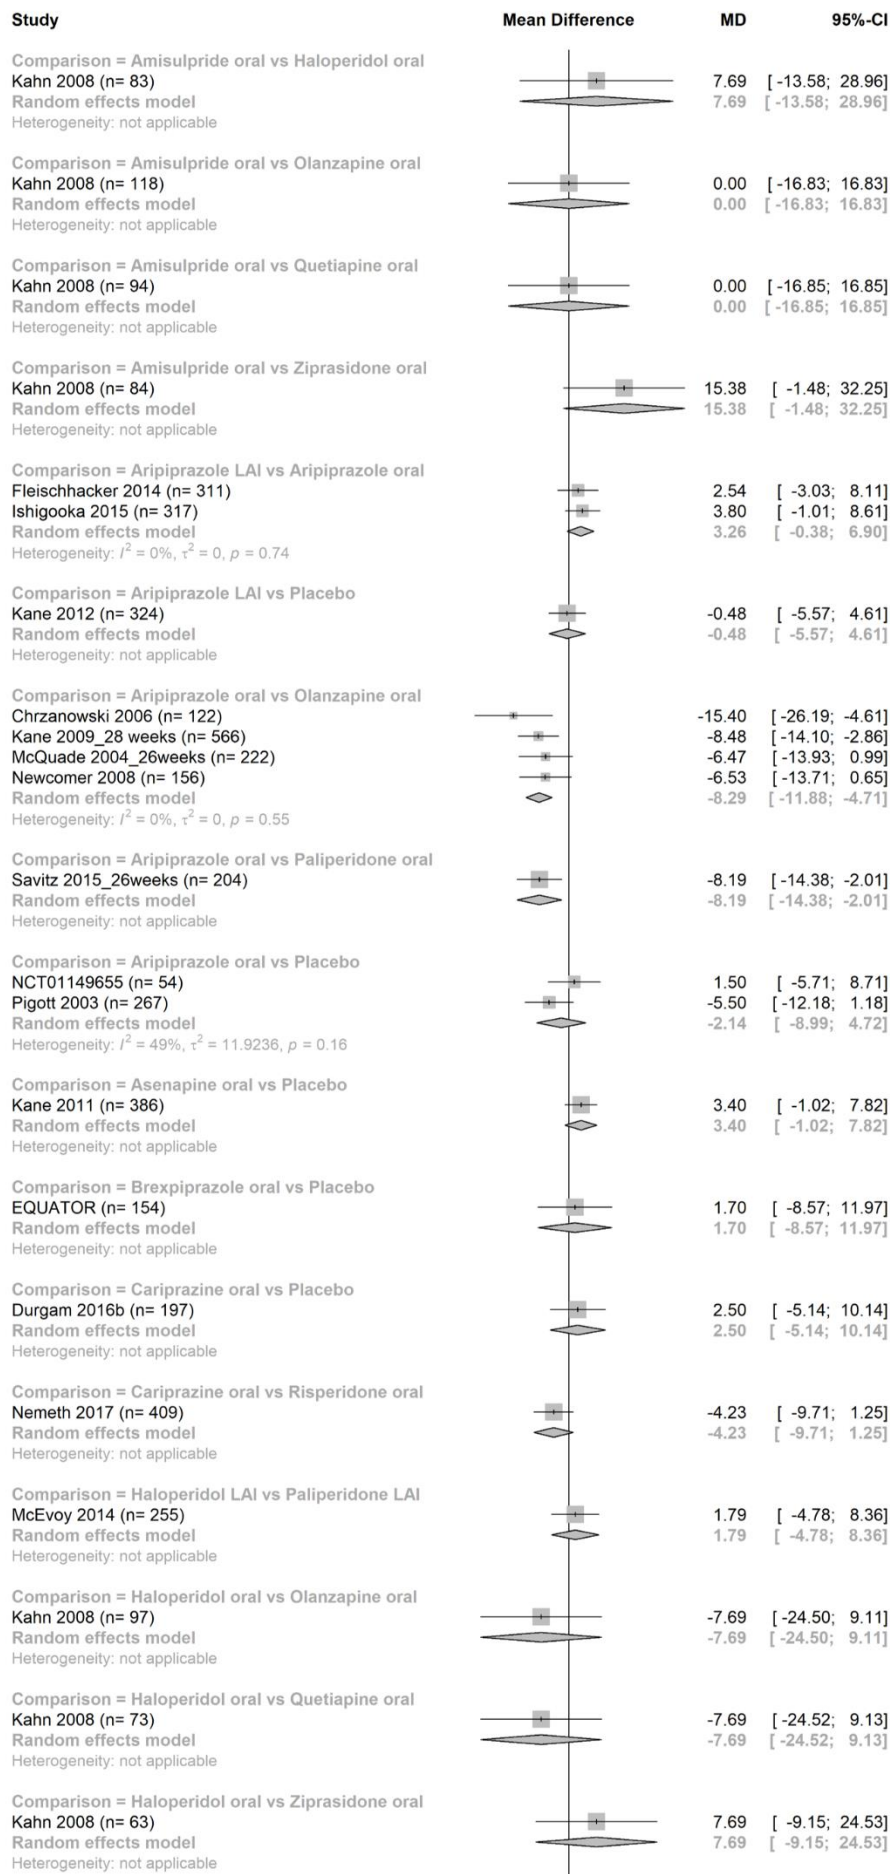 Study Mean Difference MD 95%-CI
Comparison = Amisulpride oral vs Haloperidol oral
Kahn 2008 (n= 83) 7.69 [ -13.58; 28.96]
Random effects model 7.69 [ -13.58; 28.96]
Heterogeneity: not applicable
Comparison = Amisulpride oral vs Olanzapine oral
Kahn 2008 (n= 118) 0.00 [ -16.83; 16.83]
Random effects model 0.00 [ -16.83; 16.83]
Heterogeneity: not applicable
Comparison = Amisulpride oral vs Quetiapine oral
Kahn 2008 (n= 94) 0.00 [ -16.85; 16.85]
Random effects model 0.00 [ -16.85; 16.85]
Heterogeneity: not applicable
Comparison = Amisulpride oral vs Ziprasidone oral
Kahn 2008 (n= 84) 15.38 [ -1.48; 32.25]
Random effects model 15.38 [ -1.48; 32.25]
Heterogeneity: not applicable
Comparison = Aripiprazole LAI vs Aripiprazole oral
Fleischhacker 2014 (n= 311) 2.54 [ -3.03; 8.11]
Ishigooka 2015 (n= 317) 3.80 [ -1.01; 8.61]
Random effects model 3.26 [ -0.38; 6.90]
Heterogeneity: I² = 0%, τ² = 0, p = 0.74
Comparison = Aripiprazole LAI vs Placebo
Kane 2012 (n= 324) -0.48 [ -5.57; 4.61]
Random effects model -0.48 [ -5.57; 4.61]
Heterogeneity: not applicable
Comparison = Aripiprazole oral vs Olanzapine oral
Chrzanowski 2006 (n= 122) -15.40 [-26.19; -4.61]
Kane 2009_28 weeks (n= 566) -8.48 [-14.10; -2.86]
McQuade 2004_26weeks (n= 222) -6.47 [-13.93; 0.99]
Newcomer 2008 (n= 156) -6.53 [-13.71; 0.65]
Random effects model -8.29 [-11.88; -4.71]
Heterogeneity: I² = 0%, τ² = 0, p = 0.55
Comparison = Aripiprazole oral vs Paliperidone oral
Savitz 2015_26weeks (n= 204) -8.19 [-14.38; -2.01]
Random effects model -8.19 [-14.38; -2.01]
Heterogeneity: not applicable
Comparison = Aripiprazole oral vs Placebo
NCT01149655 (n= 54) 1.50 [ -5.71; 8.71]
Pigott 2003 (n= 267) -5.50 [-12.18; 1.18]
Random effects model -2.14 [ -8.99; 4.72]
Heterogeneity: I² = 49%, τ² = 11.9236, p = 0.16
Comparison = Asenapine oral vs Placebo
Kane 2011 (n= 386) 3.40 [ -1.02; 7.82]
Random effects model 3.40 [ -1.02; 7.82]
Heterogeneity: not applicable
Comparison = Brexpiprazole oral vs Placebo
EQUATOR (n= 154) 1.70 [ -8.57; 11.97]
Random effects model 1.70 [ -8.57; 11.97]
Heterogeneity: not applicable
Comparison = Cariprazine oral vs Placebo
Durgam 2016b (n= 197) 2.50 [ -5.14; 10.14]
Random effects model 2.50 [ -5.14; 10.14]
Heterogeneity: not applicable
Comparison = Cariprazine oral vs Risperidone oral
Nemeth 2017 (n= 409) -4.23 [ -9.71; 1.25]
Random effects model -4.23 [ -9.71; 1.25]
Heterogeneity: not applicable
Comparison = Haloperidol LAI vs Paliperidone LAI
McEvoy 2014 (n= 255) 1.79 [ -4.78; 8.36]
Random effects model 1.79 [ -4.78; 8.36]
Heterogeneity: not applicable
Comparison = Haloperidol oral vs Olanzapine oral
Kahn 2008 (n= 97) -7.69 [-24.50; 9.11]
Random effects model -7.69 [-24.50; 9.11]
Heterogeneity: not applicable
Comparison = Haloperidol oral vs Quetiapine oral
Kahn 2008 (n= 73) -7.69 [-24.52; 9.13]
Random effects model -7.69 [-24.52; 9.13]
Heterogeneity: not applicable
Comparison = Haloperidol oral vs Ziprasidone oral
Kahn 2008 (n= 63) 7.69 [ -9.15; 24.53]
Random effects model 7.69 [ -9.15; 24.53]
Heterogeneity: not applicable